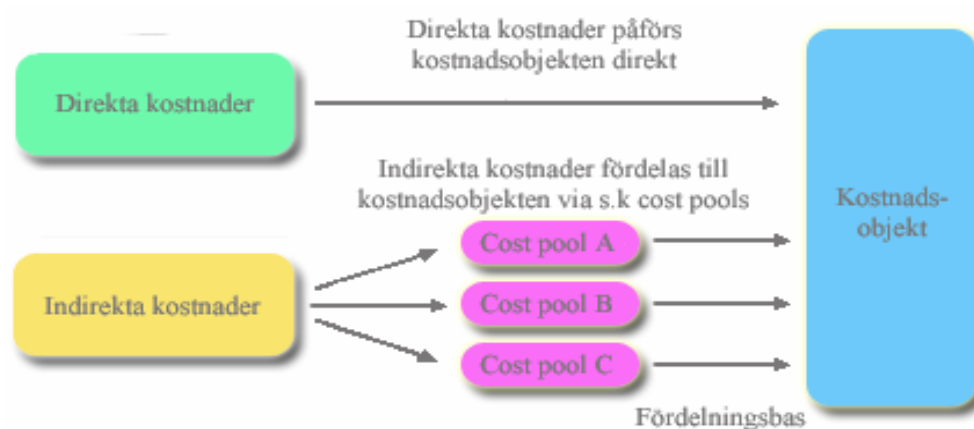 Direkta kostnader påförs
kostnadsobjekten direkt
Direkta kostnader
Indirekta kostnader fördelas till
kostnadsobjekten via s.k cost pools
Kostnads-
objekt
Cost pool A
Indirekta kostnader
Cost pool B
Cost pool C
Fördelningsbas